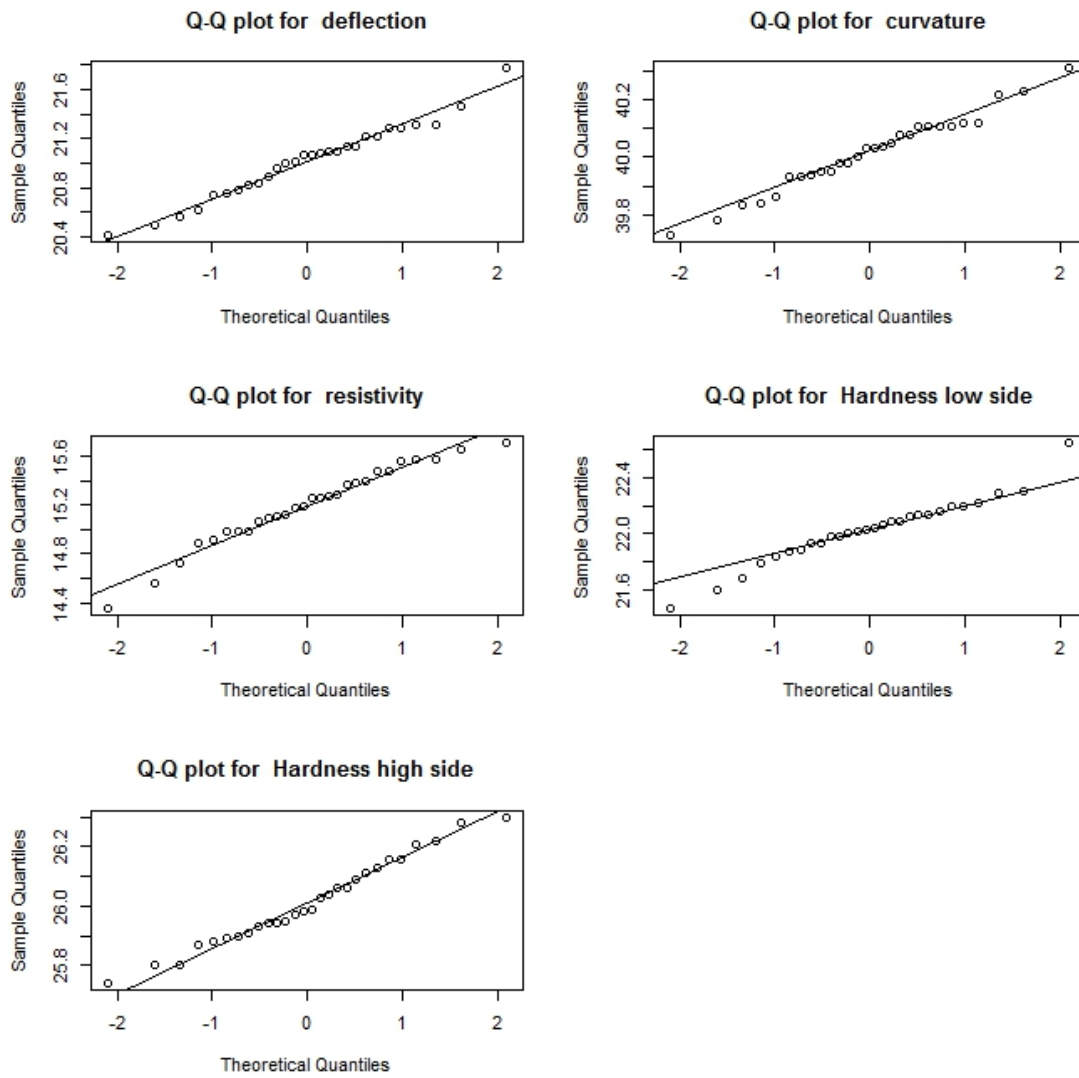 Q-Q plot for  deflection
Sample Quantiles
20.4 20.8 21.2 21.6
-2 -1 0 1 2
Theoretical Quantiles
Q-Q plot for  curvature
Sample Quantiles
39.8 40.0 40.2
-2 -1 0 1 2
Theoretical Quantiles
Q-Q plot for  resistivity
Sample Quantiles
14.4 14.8 15.2 15.6
-2 -1 0 1 2
Theoretical Quantiles
Q-Q plot for  Hardness low side
Sample Quantiles
21.6 22.0 22.4
-2 -1 0 1 2
Theoretical Quantiles
Q-Q plot for  Hardness high side
Sample Quantiles
25.8 26.0 26.2
-2 -1 0 1 2
Theoretical Quantiles